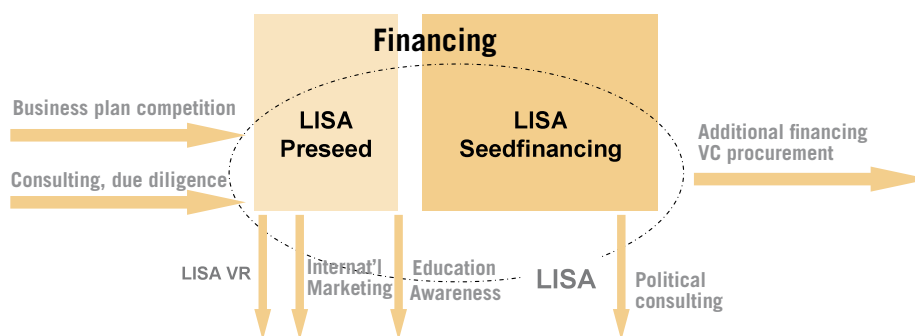 Financing
Business plan competition
LISA
Preseed
LISA
Seedfinancing
Additional financing
VC procurement
Consulting, due diligence
LISA VR
Internat'l
Marketing
Education
Awareness
LISA
Political
consulting